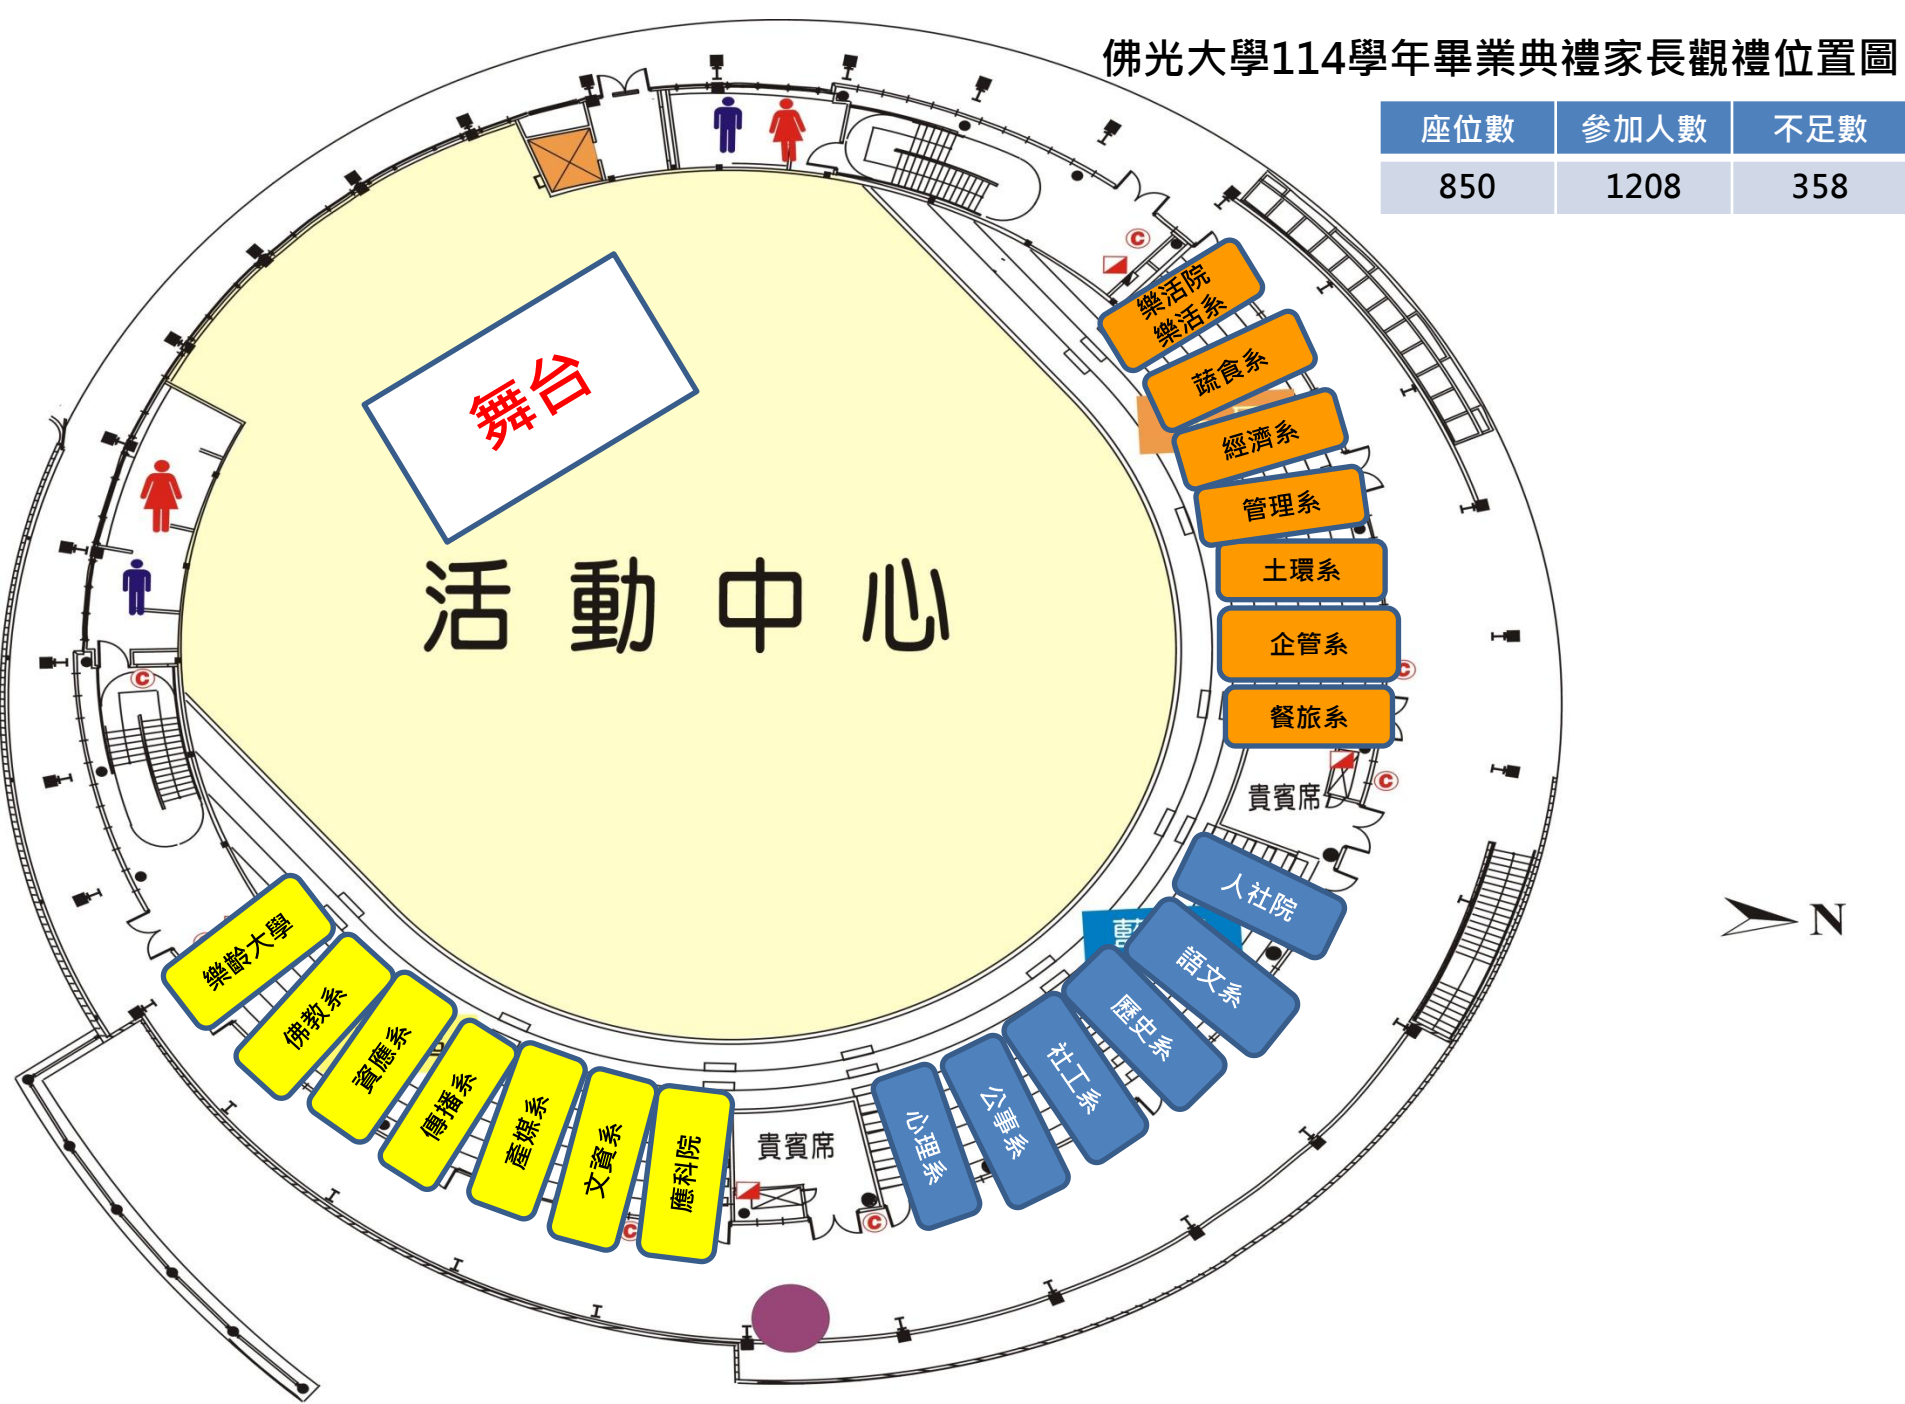 佛光大學114學年畢業典禮家長觀禮位置圖
座位數 參加人數 不足數
850 1208 358
舞台
活動中心
樂活院
樂活系
蔬食系
經濟系
管理系
土環系
企管系
餐旅系
貴賓席
人社院
語文系
歷史系
社工系
公事系
心理系
貴賓席
應科院
文資系
產媒系
傳播系
資應系
佛教系
樂齡大學
N
C
C
C
C
C
C